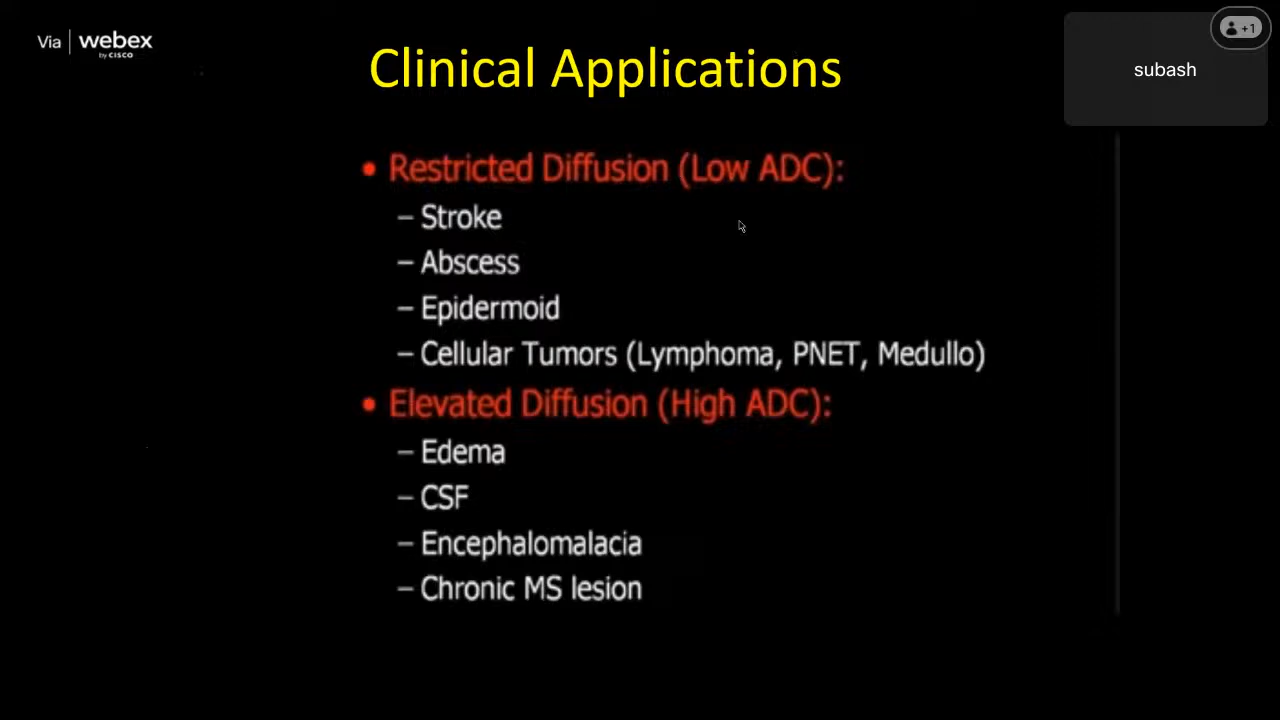 Via webex
by CISCO
Clinical Applications
+1
subash
• Restricted Diffusion (Low ADC):
– Stroke
– Abscess
– Epidermoid
– Cellular Tumors (Lymphoma, PNET, Medullo)
• Elevated Diffusion (High ADC):
– Edema
– CSF
– Encephalomalacia
– Chronic MS lesion